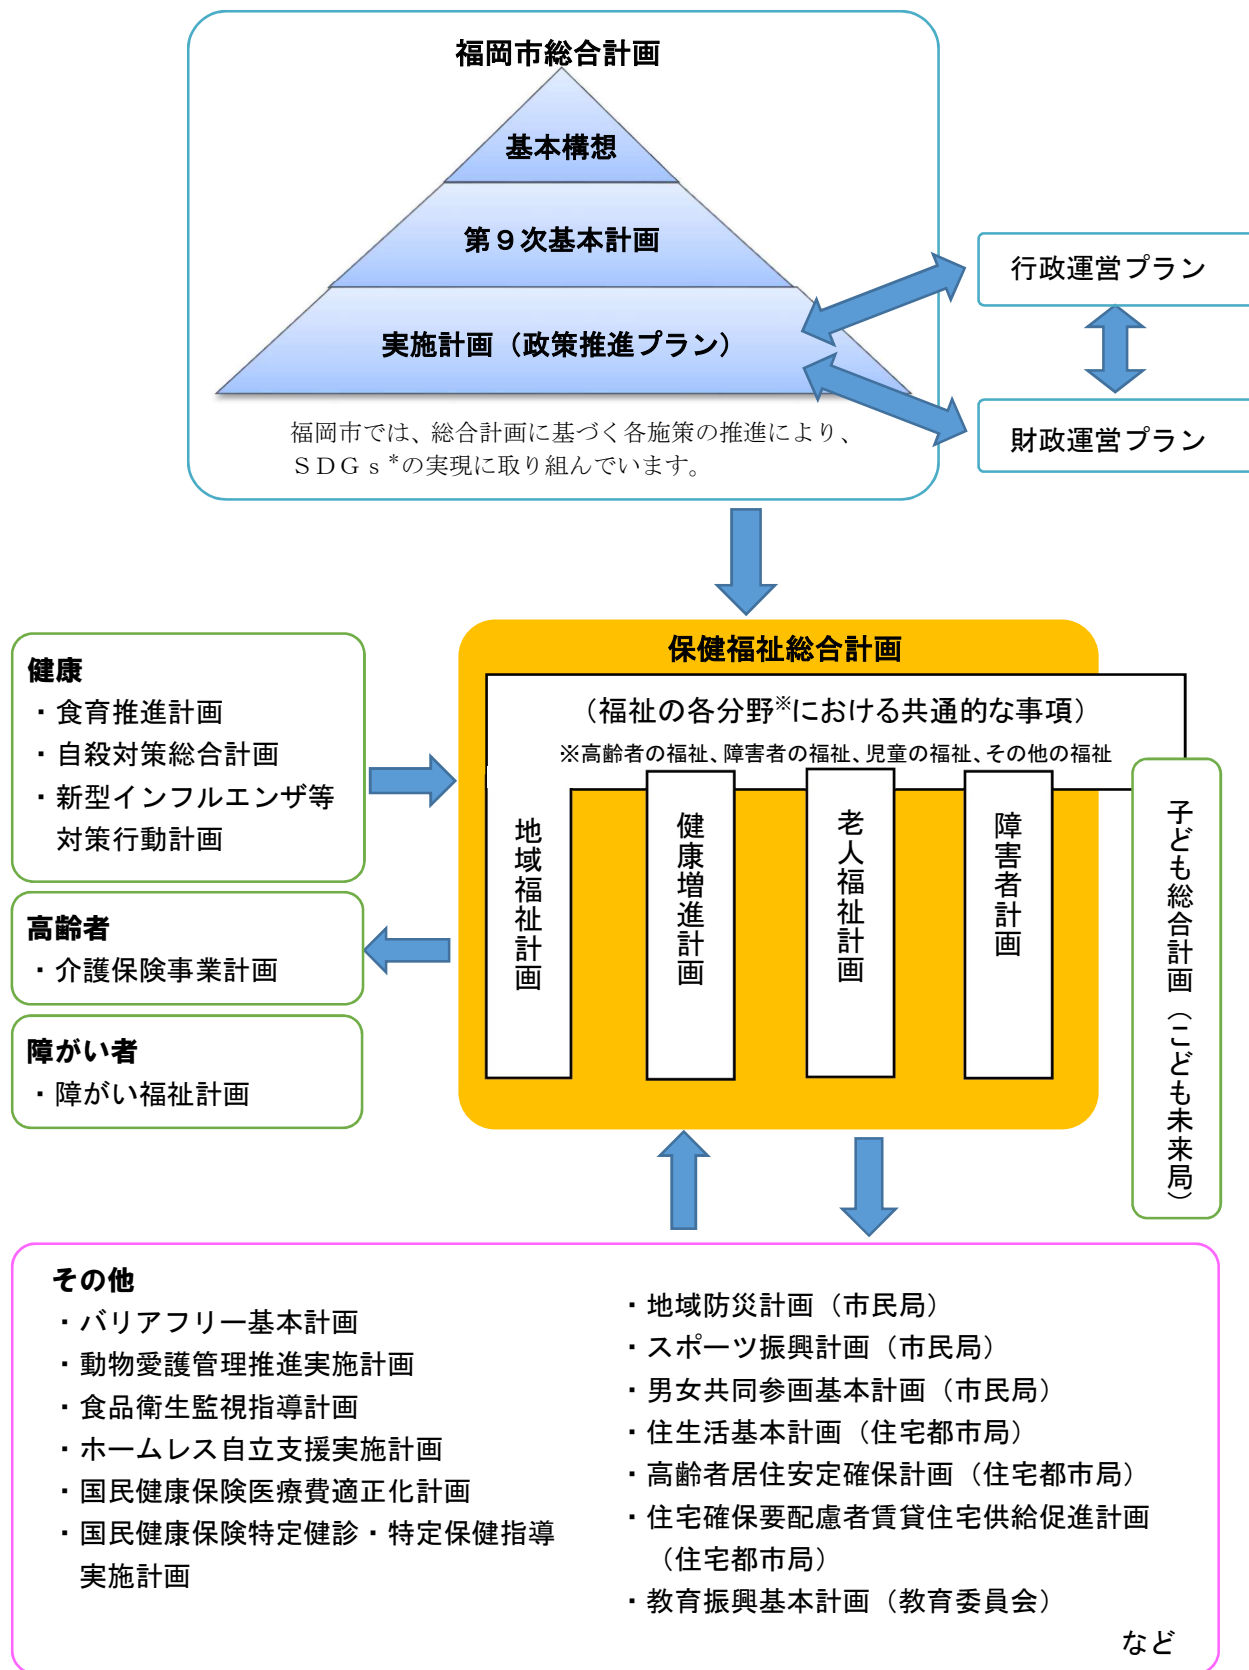 福岡市総合計画
基本構想
第９次基本計画
実施計画（政策推進プラン）
福岡市では、総合計画に基づく各施策の推進により、
ＳＤＧｓ*の実現に取り組んでいます。
行政運営プラン
財政運営プラン
健康
・食育推進計画
・自殺対策総合計画
・新型インフルエンザ等
対策行動計画
高齢者
・介護保険事業計画
障がい者
・障がい福祉計画
保健福祉総合計画
（福祉の各分野※における共通的な事項）
※高齢者の福祉、障害者の福祉、児童の福祉、その他の福祉
地域福祉計画
健康増進計画
老人福祉計画
障害者計画
子ども総合計画（こども未来局）
その他
・バリアフリー基本計画
・動物愛護管理推進実施計画
・食品衛生監視指導計画
・ホームレス自立支援実施計画
・国民健康保険医療費適正化計画
・国民健康保険特定健診・特定保健指導
実施計画
・地域防災計画（市民局）
・スポーツ振興計画（市民局）
・男女共同参画基本計画（市民局）
・住生活基本計画（住宅都市局）
・高齢者居住安定確保計画（住宅都市局）
・住宅確保要配慮者賃貸住宅供給促進計画
（住宅都市局）
・教育振興基本計画（教育委員会）
など